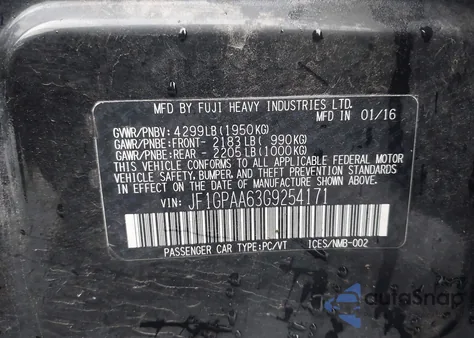 MFD BY FUJI HEAVY INDUSTRIES LTD.
MFD IN 01/16
GVWR/PNBV: 4299LB(1950KG)
GAWR/PNBE:FRONT- 2183LB( 990KG)
GAWR/PNBE:REAR - 2205LB(1000KG)
THIS VEHICLE CONFORMS TO ALL APPLICABLE FEDERAL MOTOR
VEHICLE SAFETY, BUMPER, AND THEFT PREVENTION STANDARDS
IN EFFECT ON THE DATE OF MANUFACTURE SHOWN ABOVE.
VIN: JF1GPAA63G9254171
PASSENGER CAR TYPE:PC/VT ICES/NMB-002
autoSnap